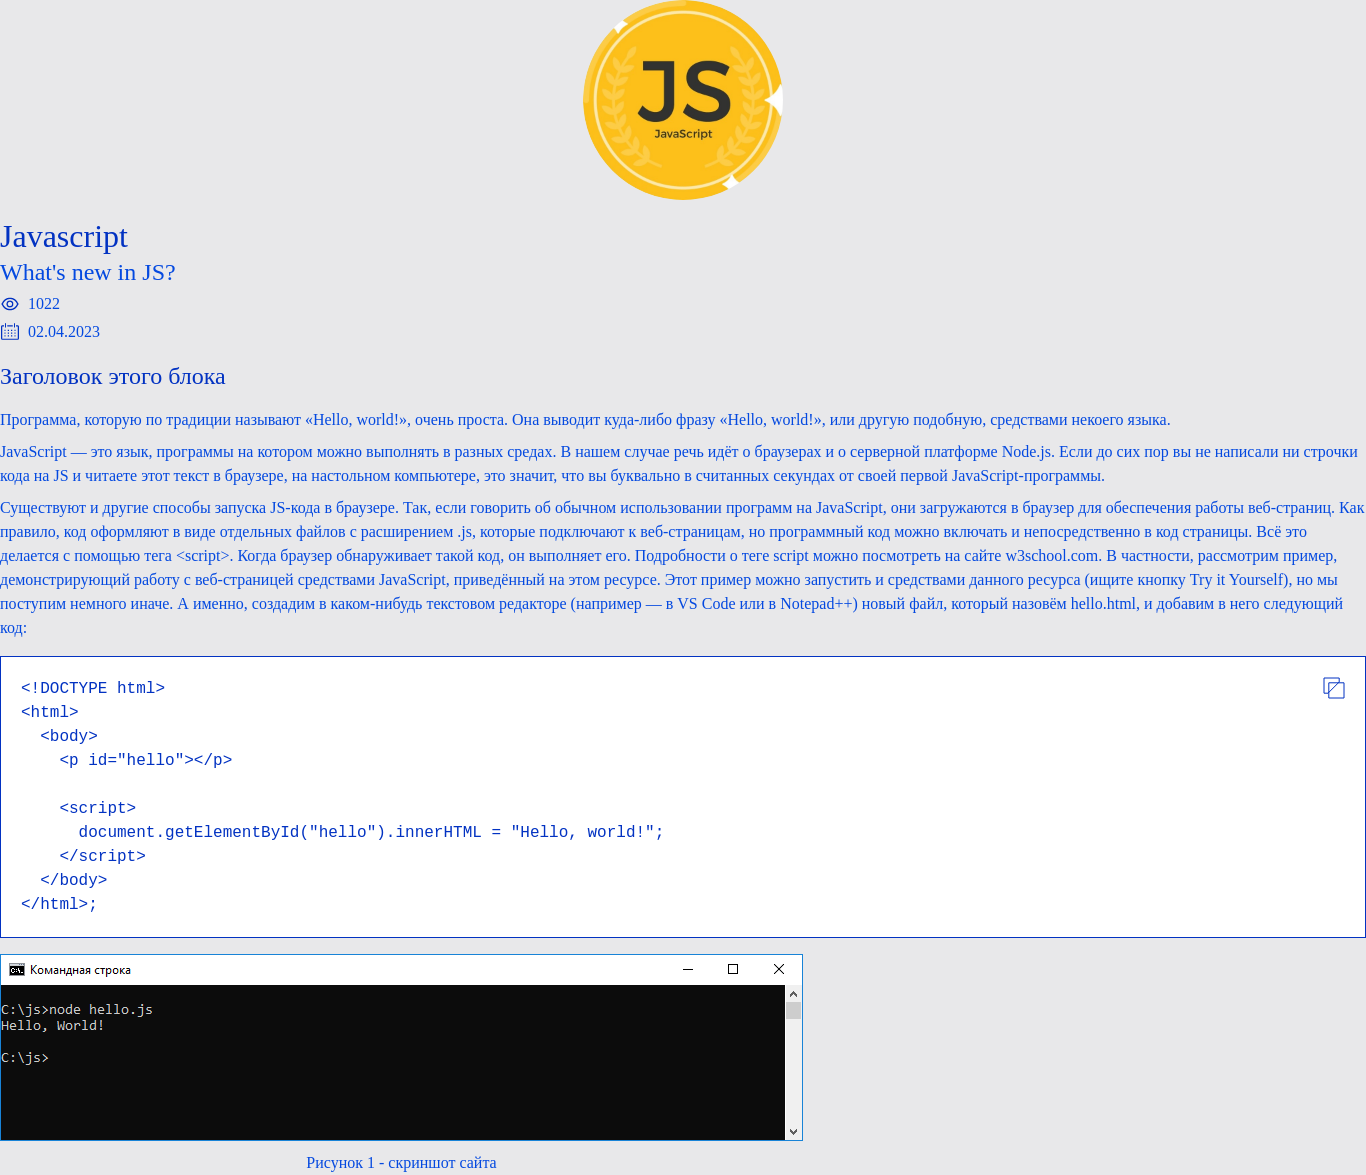 JS
JavaScript
Javascript
What's new in JS?
1022
02.04.2023
Заголовок этого блока
Программа, которую по традиции называют «Hello, world!», очень проста. Она выводит куда-либо фразу «Hello, world!», или другую подобную, средствами некоего языка.
JavaScript — это язык, программы на котором можно выполнять в разных средах. В нашем случае речь идёт о браузерах и о серверной платформе Node.js. Если до сих пор вы не написали ни строчки
кода на JS и читаете этот текст в браузере, на настольном компьютере, это значит, что вы буквально в считанных секундах от своей первой JavaScript-программы.
Существуют и другие способы запуска JS-кода в браузере. Так, если говорить об обычном использовании программ на JavaScript, они загружаются в браузер для обеспечения работы веб-страниц. Как
правило, код оформляют в виде отдельных файлов с расширением .js, которые подключают к веб-страницам, но программный код можно включать и непосредственно в код страницы. Всё это
делается с помощью тега <script>. Когда браузер обнаруживает такой код, он выполняет его. Подробности о теге script можно посмотреть на сайте w3school.com. В частности, рассмотрим пример,
демонстрирующий работу с веб-страницей средствами JavaScript, приведённый на этом ресурсе. Этот пример можно запустить и средствами данного ресурса (ищите кнопку Try it Yourself), но мы
поступим немного иначе. А именно, создадим в каком-нибудь текстовом редакторе (например — в VS Code или в Notepad++) новый файл, который назовём hello.html, и добавим в него следующий
код:
<!DOCTYPE html>
<html>
  <body>
    <p id="hello"></p>
    <script>
      document.getElementById("hello").innerHTML = "Hello, world!";
    </script>
  </body>
</html>;
Командная строка
C:\js>node hello.js
Hello, World!
C:\js>
Рисунок 1 - скриншот сайта